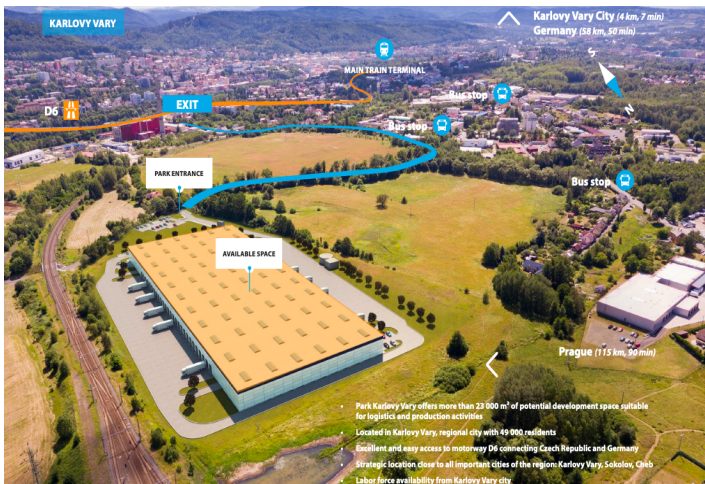 KARLOVY VARY
Karlovy Vary City (4 km, 7 min)
Germany (58 km, 50 min)
S
N
MAIN TRAIN TERMINAL
D6
EXIT
Bus stop
Bus stop
PARK ENTRANCE
Bus stop
AVAILABLE SPACE
Prague (115 km, 90 min)
• Park Karlovy Vary offers more than 23 000 m² of potential development space suitable
for logistics and production activities
• Located in Karlovy Vary, regional city with 49 000 residents
• Excellent and easy access to motorway D6 connecting Czech Republic and Germany
• Strategic location close to all important cities of the region: Karlovy Vary, Sokolov, Cheb
• Labor force availability from Karlovy Vary city